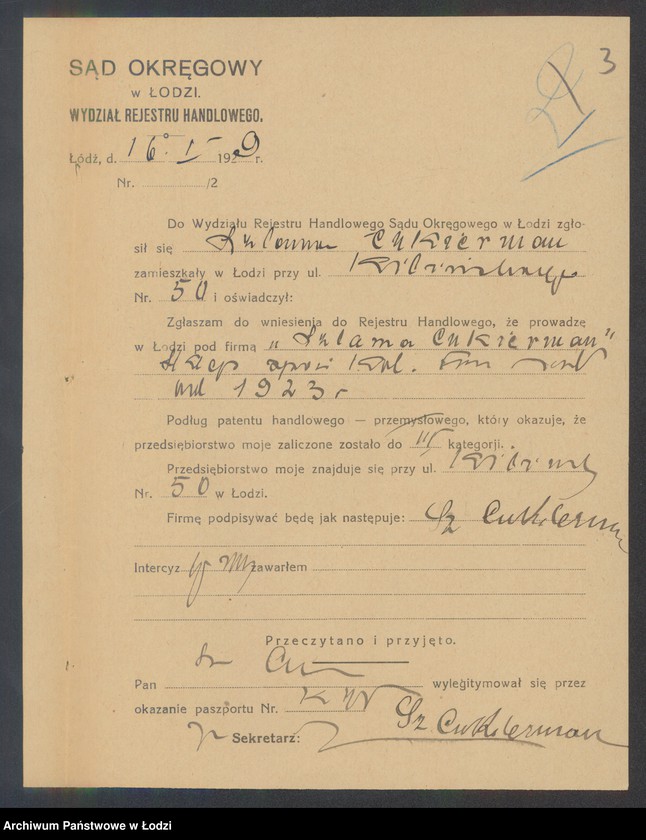 3
SĄD OKRĘGOWY
w ŁODZI.
WYDZIAŁ REJESTRU HANDLOWEGO.
Łódź, d. 16. I 1929 r.
Nr. /2
Do Wydziału Rejestru Handlowego Sądu Okręgowego w Łodzi zgło-
sił się Szlama Cukierman
zamieszkały w Łodzi przy ul. Kilińskiego
Nr. 50 i oświadczył:
Zgłaszam do wniesienia do Rejestru Handlowego, że prowadzę
w Łodzi pod firmą „Szlama Cukierman"
Sklep
od 1923 r
Podług patentu handlowego — przemysłowego, który okazuje, że
przedsiębiorstwo moje zaliczone zostało do III kategorji.
Przedsiębiorstwo moje znajduje się przy ul.
Nr. 50 w Łodzi.
Firmę podpisywać będę jak następuje: Sz Cukierman
Intercyz zawarłem
Przeczytano i przyjęto.
Pan wylegitymował się przez
okazanie paszportu Nr.
Sz Cukierman
Sekretarz:
Archiwum Państwowe w Łodzi